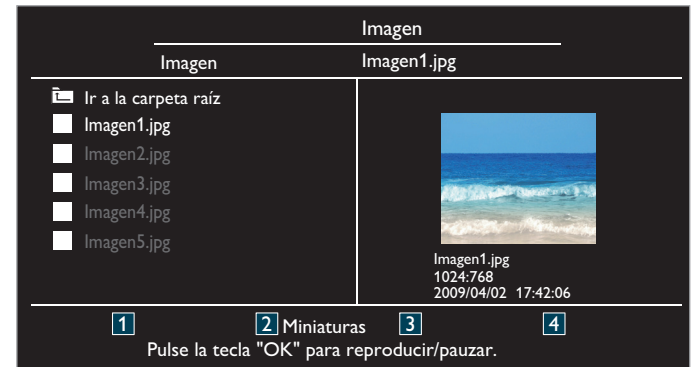 Imagen
Imagen Imagen1.jpg
Ir a la carpeta raíz
Imagen1.jpg
Imagen2.jpg
Imagen3.jpg
Imagen4.jpg
Imagen5.jpg
Imagen1.jpg
1024:768
2009/04/02 17:42:06
1 2 Miniaturas 3 4
Pulse la tecla "OK" para reproducir/pauzar.